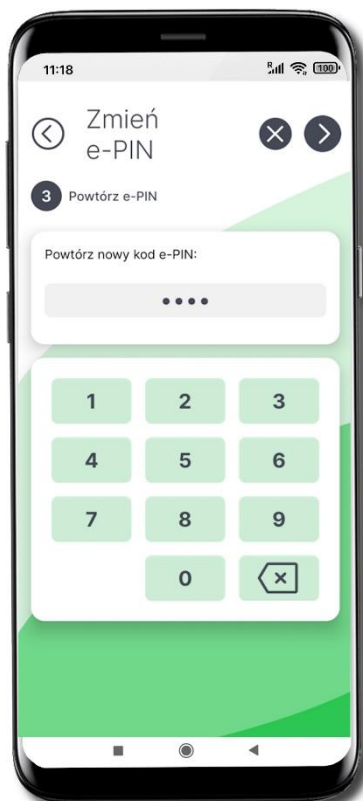 11:18
R
100
Zmień
e-PIN
3 Powtórz e-PIN
Powtórz nowy kod e-PIN:
••••
1 2 3
4 5 6
7 8 9
0